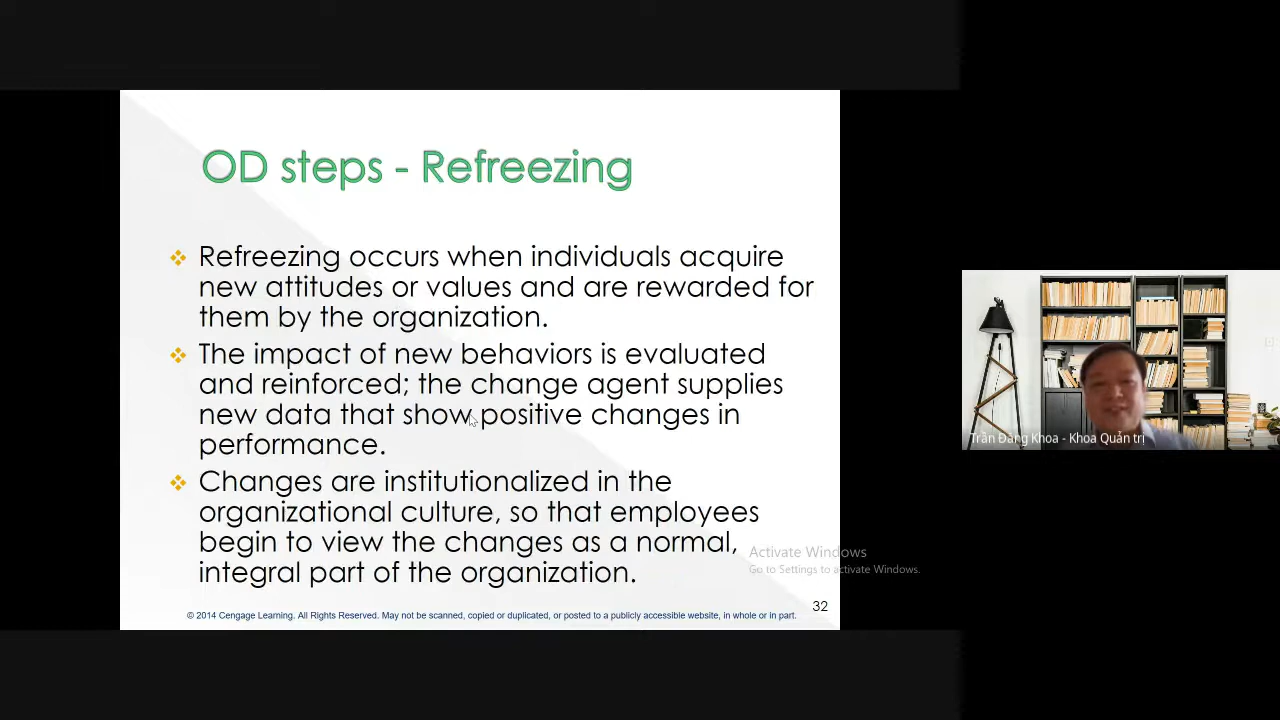 OD steps - Refreezing
Refreezing occurs when individuals acquire
new attitudes or values and are rewarded for
them by the organization.
The impact of new behaviors is evaluated
and reinforced; the change agent supplies
new data that show positive changes in
performance.
Changes are institutionalized in the
organizational culture, so that employees
begin to view the changes as a normal,
integral part of the organization.
Activate Windows
Go to Settings to activate Windows.
32
© 2014 Cengage Learning. All Rights Reserved. May not be scanned, copied or duplicated, or posted to a publicly accessible website, in whole or in part.
Trần Đăng Khoa - Khoa Quản trị